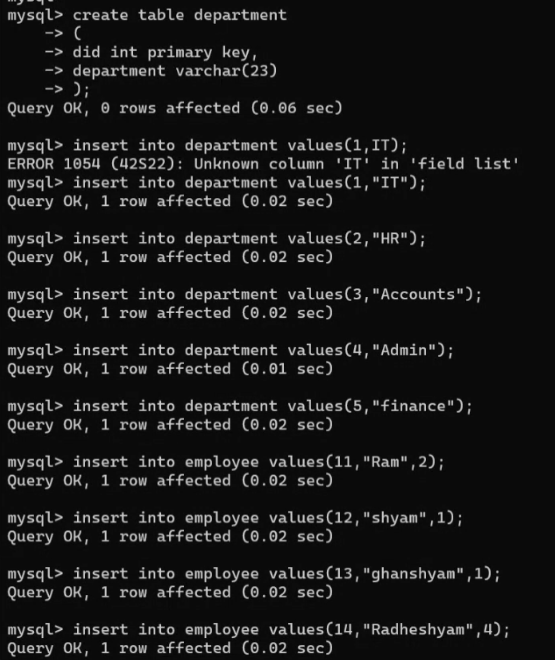 mysql> create table department
-> (
-> did int primary key,
-> department varchar(23)
-> );
Query OK, 0 rows affected (0.06 sec)
mysql> insert into department values(1,IT);
ERROR 1054 (42S22): Unknown column 'IT' in 'field list'
mysql> insert into department values(1,"IT");
Query OK, 1 row affected (0.02 sec)
mysql> insert into department values(2,"HR");
Query OK, 1 row affected (0.02 sec)
mysql> insert into department values(3,"Accounts");
Query OK, 1 row affected (0.02 sec)
mysql> insert into department values(4,"Admin");
Query OK, 1 row affected (0.01 sec)
mysql> insert into department values(5,"finance");
Query OK, 1 row affected (0.02 sec)
mysql> insert into employee values(11,"Ram",2);
Query OK, 1 row affected (0.02 sec)
mysql> insert into employee values(12,"shyam",1);
Query OK, 1 row affected (0.02 sec)
mysql> insert into employee values(13,"ghanshyam",1);
Query OK, 1 row affected (0.02 sec)
mysql> insert into employee values(14,"Radheshyam",4);
Query OK, 1 row affected (0.02 sec)